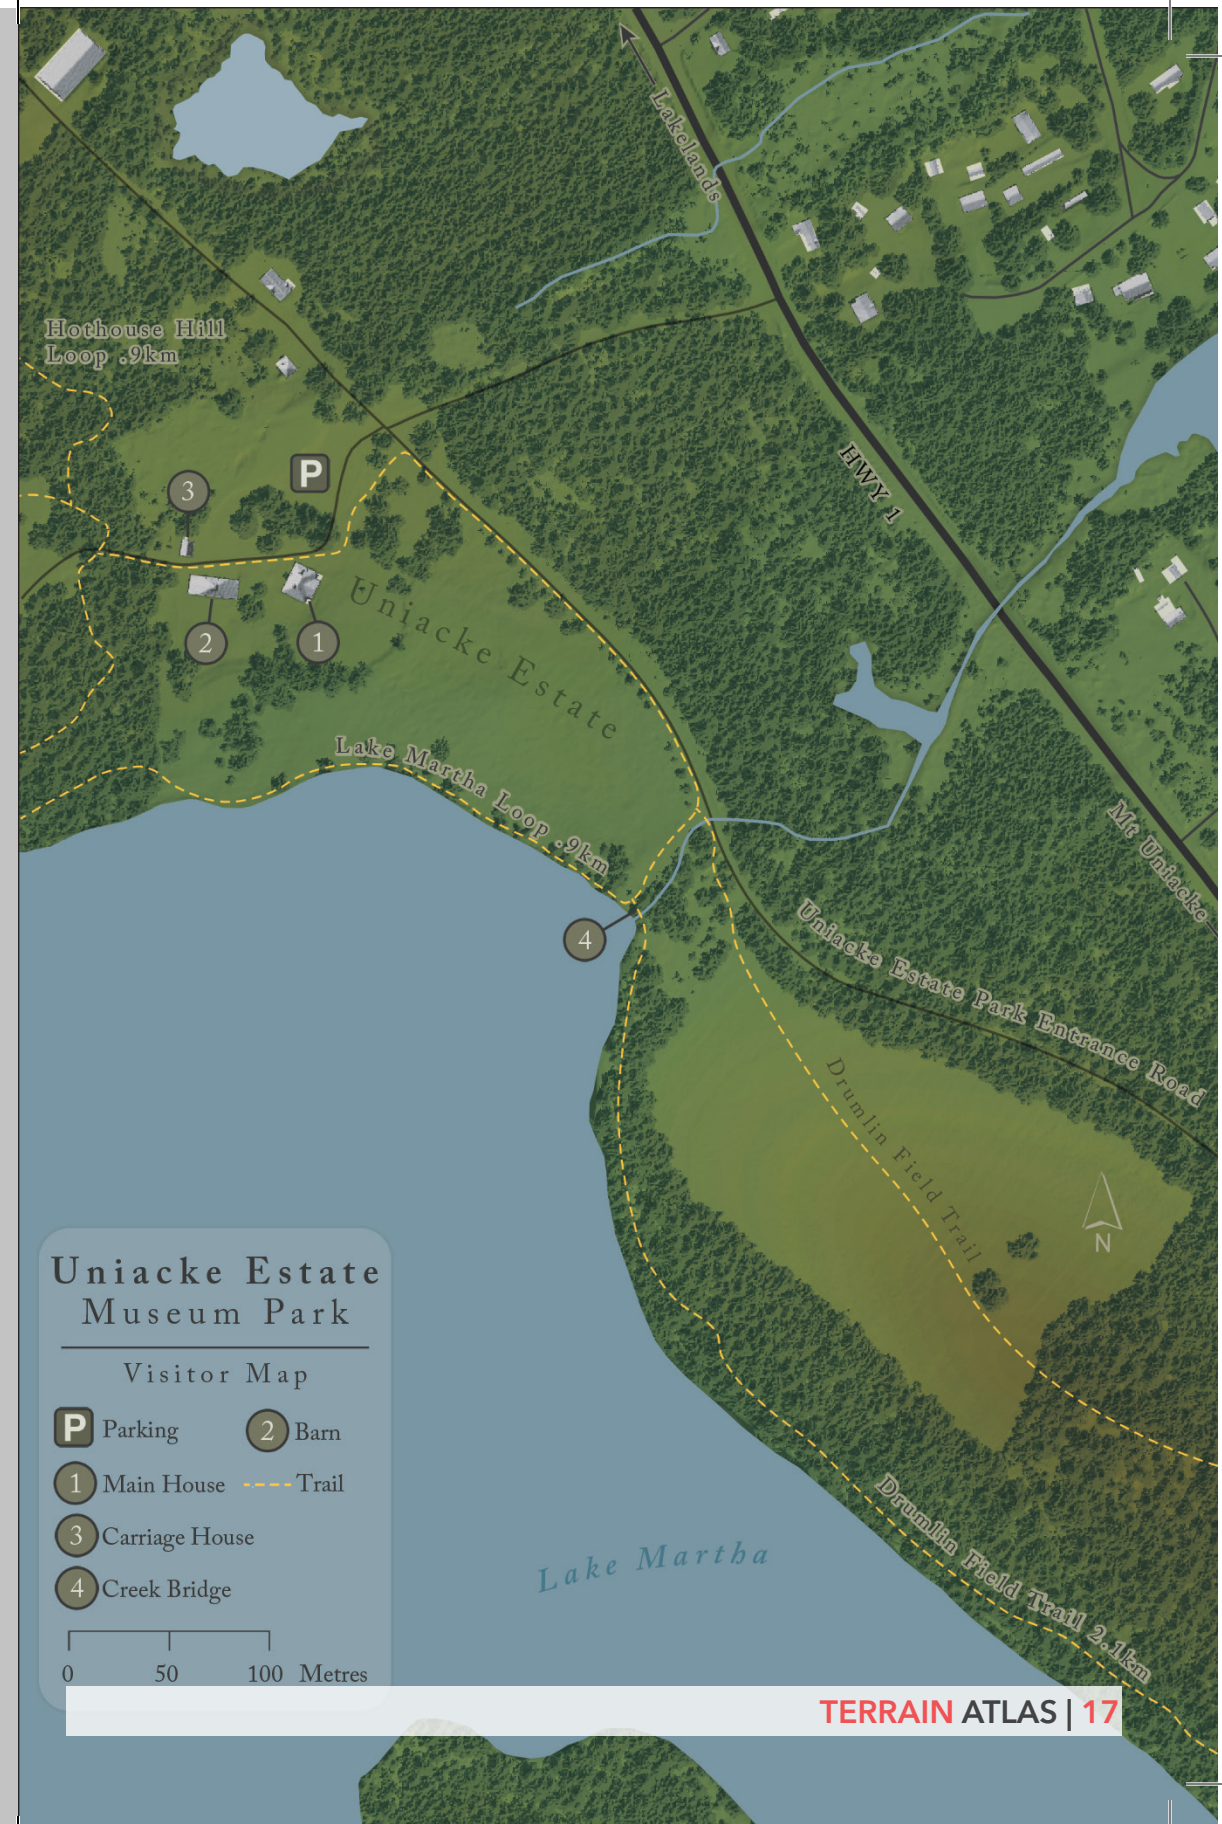 Lakelands
Hothouse Hill
Loop .9km
HWY 1
P
3
2
1
Uniacke Estate
Lake Martha Loop .9km
Mt Uniacke
4
Uniacke Estate Park Entrance Road
Drumlin Field Trail
N
Uniacke Estate
Museum Park
Visitor Map
P Parking
2 Barn
1 Main House
Trail
3 Carriage House
4 Creek Bridge
0 50 100 Metres
Lake Martha
Drumlin Field Trail 2.1km
TERRAIN ATLAS | 17